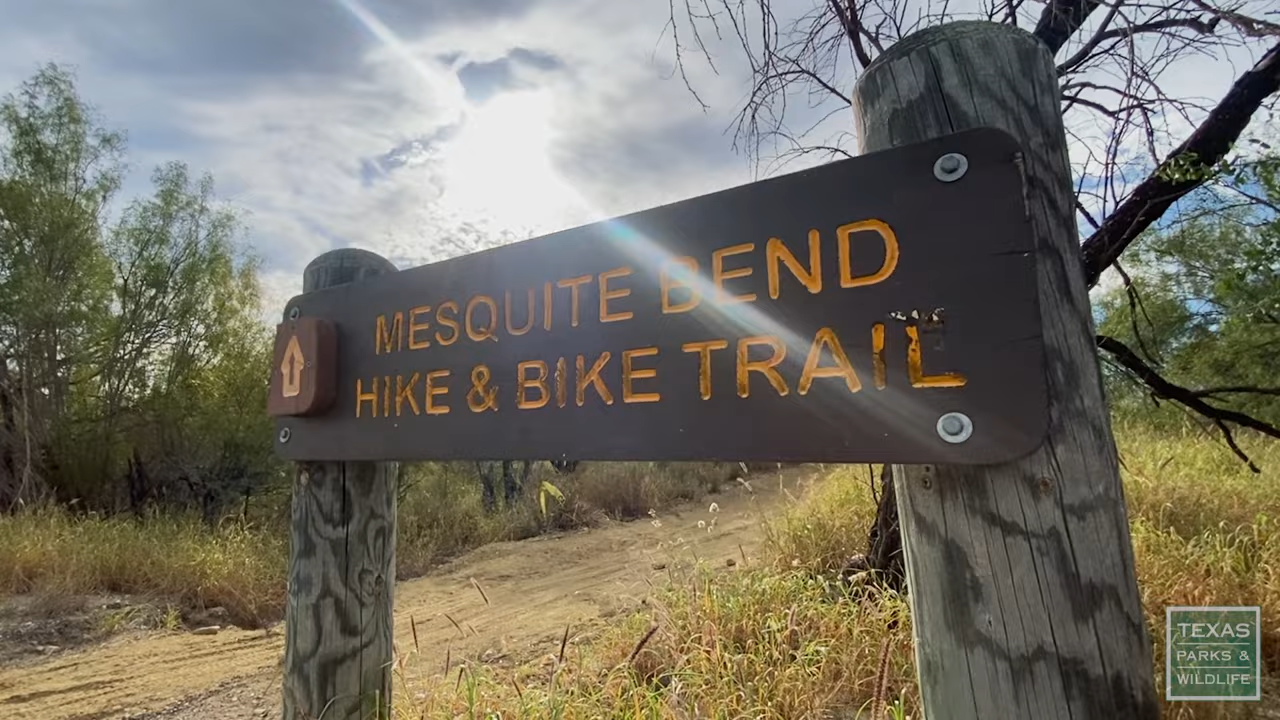 MESQUITE BEND
HIKE & BIKE TRAIL
TEXAS
PARKS &
WILDLIFE